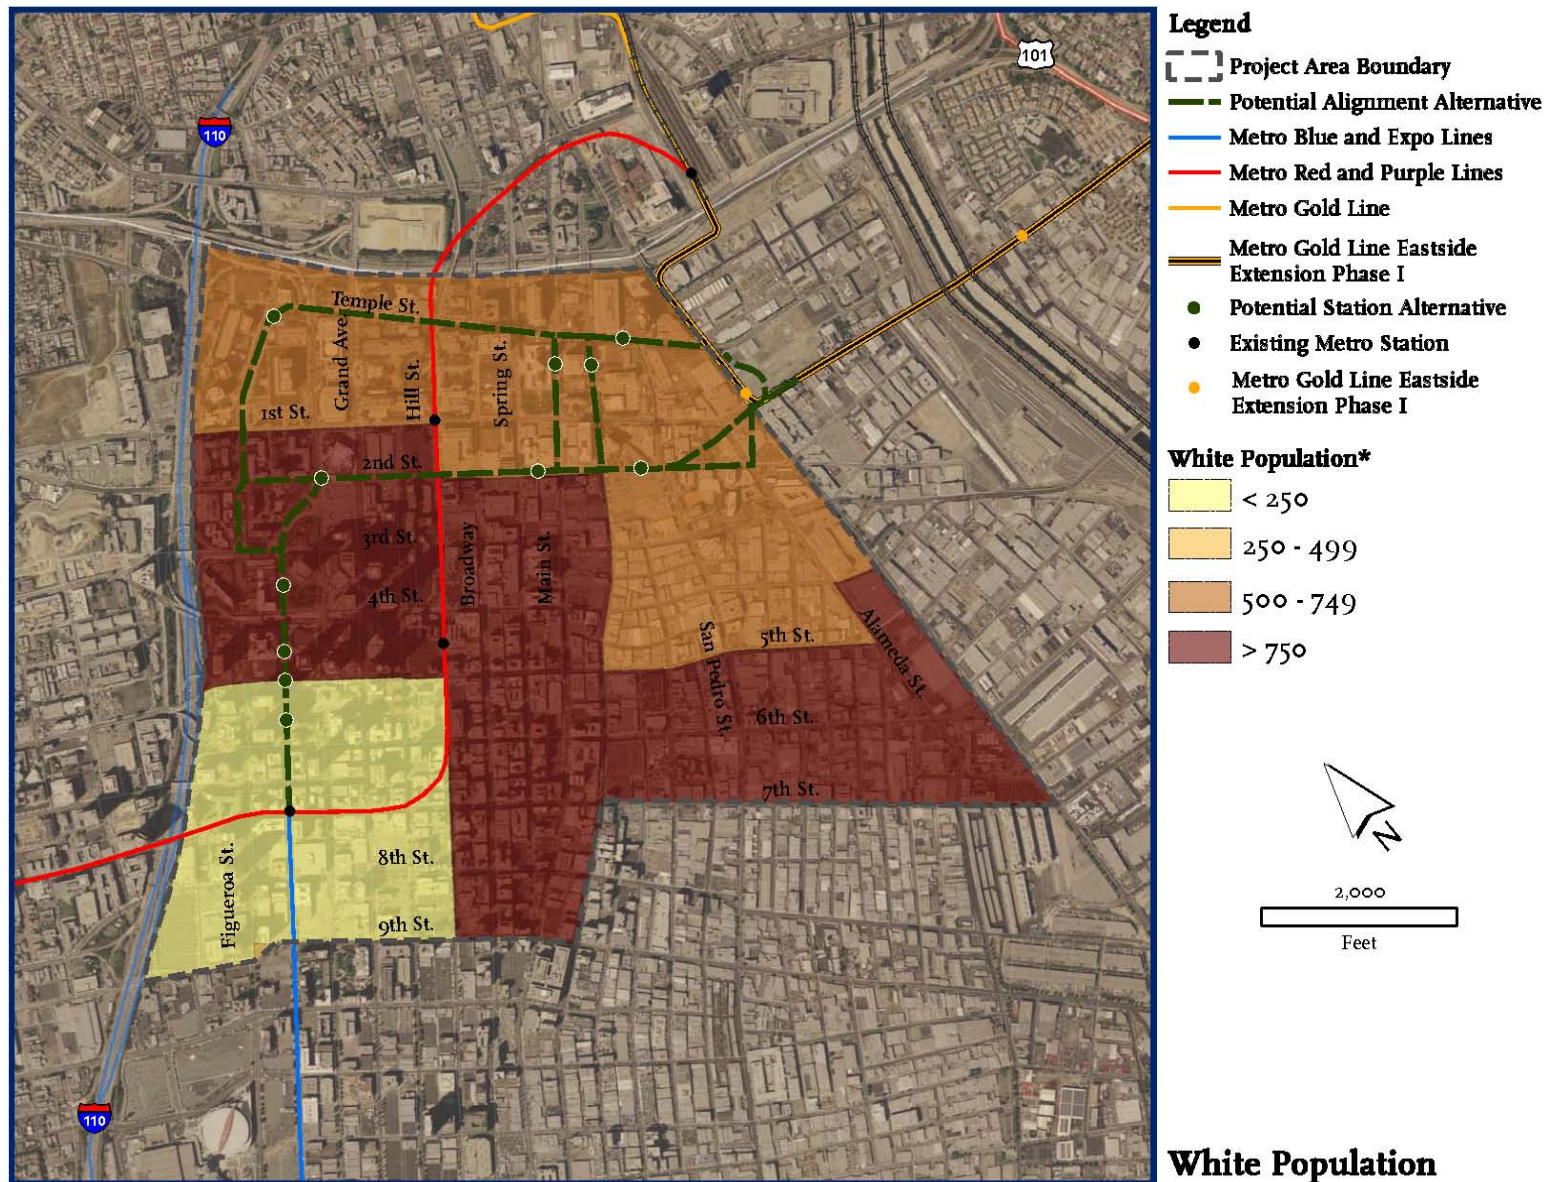 101
110
Temple St.
Grand Ave.
Hill St.
Spring St.
1st St.
2nd St.
3rd St.
4th St.
Broadway
Main St.
San Pedro St.
5th St.
Alameda St.
6th St.
7th St.
8th St.
Figueroa St.
9th St.
110
Legend
Project Area Boundary
Potential Alignment Alternative
Metro Blue and Expo Lines
Metro Red and Purple Lines
Metro Gold Line
Metro Gold Line Eastside
Extension Phase I
Potential Station Alternative
Existing Metro Station
Metro Gold Line Eastside
Extension Phase I
White Population*
< 250
250 - 499
500 - 749
> 750
N
2,000
Feet
White Population